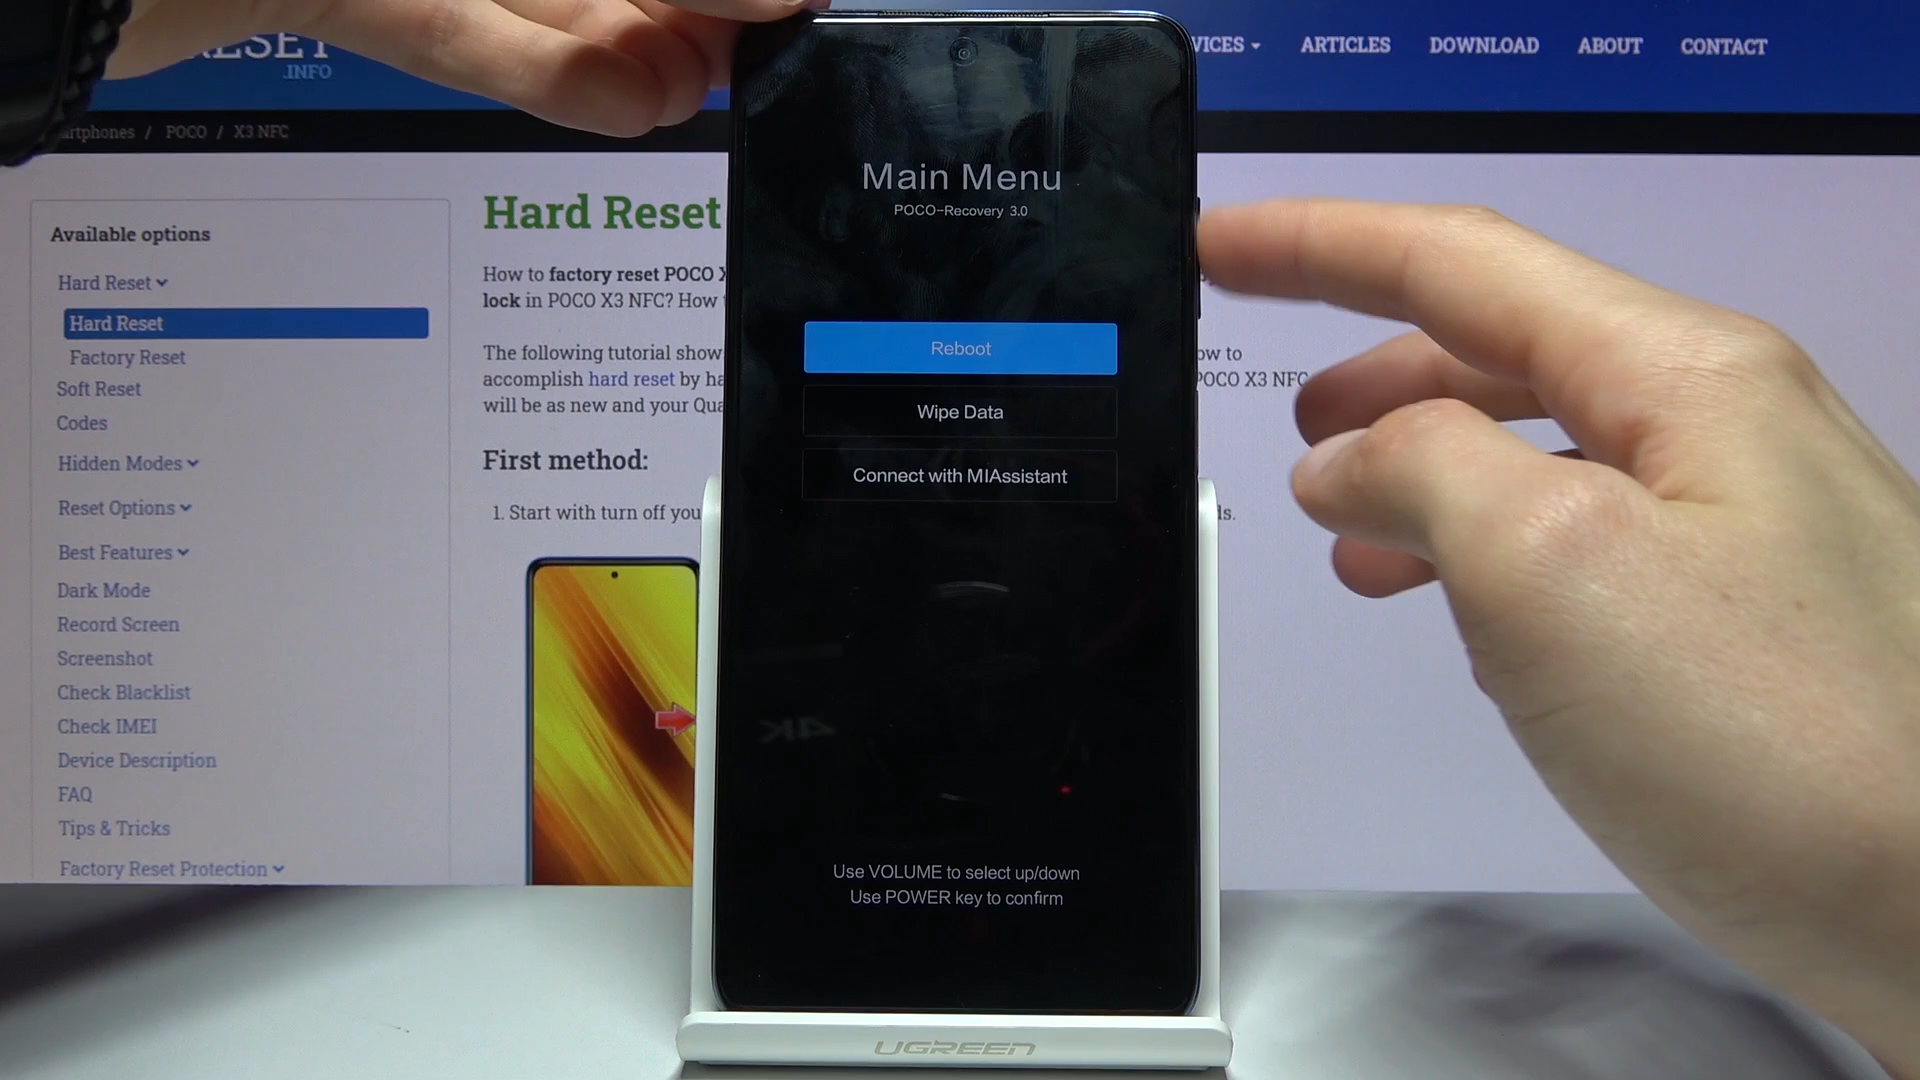 RESET
.INFO
VICES
ARTICLES
DOWNLOAD
ABOUT
CONTACT
artphones / POCO / X3 NFC
Available options
Hard Reset
Hard Reset
Factory Reset
Soft Reset
Codes
Hidden Modes
Reset Options
Best Features
Dark Mode
Record Screen
Screenshot
Check Blacklist
Check IMEI
Device Description
FAQ
Tips & Tricks
Factory Reset Protection
Hard Reset
How to factory reset POCO X
lock in POCO X3 NFC? How
The following tutorial show
ow to
accomplish hard reset by ha
POCO X3 NFC
will be as new and your Qua
First method:
1. Start with turn off you
ds.
Main Menu
POCO-Recovery 3.0
Reboot
Wipe Data
Connect with MIAssistant
4K
Use VOLUME to select up/down
Use POWER key to confirm
UGREEN